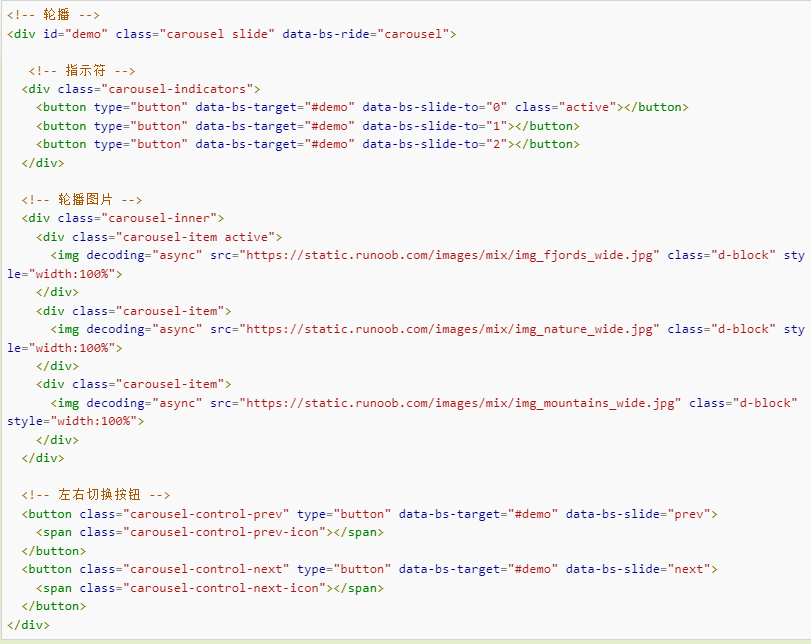 <!-- 轮播 -->
<div id="demo" class="carousel slide" data-bs-ride="carousel">
<!-- 指示符 -->
<div class="carousel-indicators">
<button type="button" data-bs-target="#demo" data-bs-slide-to="0" class="active"></button>
<button type="button" data-bs-target="#demo" data-bs-slide-to="1"></button>
<button type="button" data-bs-target="#demo" data-bs-slide-to="2"></button>
</div>
<!-- 轮播图片 -->
<div class="carousel-inner">
<div class="carousel-item active">
<img decoding="async" src="https://static.runoob.com/images/mix/img_fjords_wide.jpg" class="d-block" sty
le="width:100%">
</div>
<div class="carousel-item">
<img decoding="async" src="https://static.runoob.com/images/mix/img_nature_wide.jpg" class="d-block" sty
le="width:100%">
</div>
<div class="carousel-item">
<img decoding="async" src="https://static.runoob.com/images/mix/img_mountains_wide.jpg" class="d-block"
style="width:100%">
</div>
</div>
<!-- 左右切换按钮 -->
<button class="carousel-control-prev" type="button" data-bs-target="#demo" data-bs-slide="prev">
<span class="carousel-control-prev-icon"></span>
</button>
<button class="carousel-control-next" type="button" data-bs-target="#demo" data-bs-slide="next">
<span class="carousel-control-next-icon"></span>
</button>
</div>